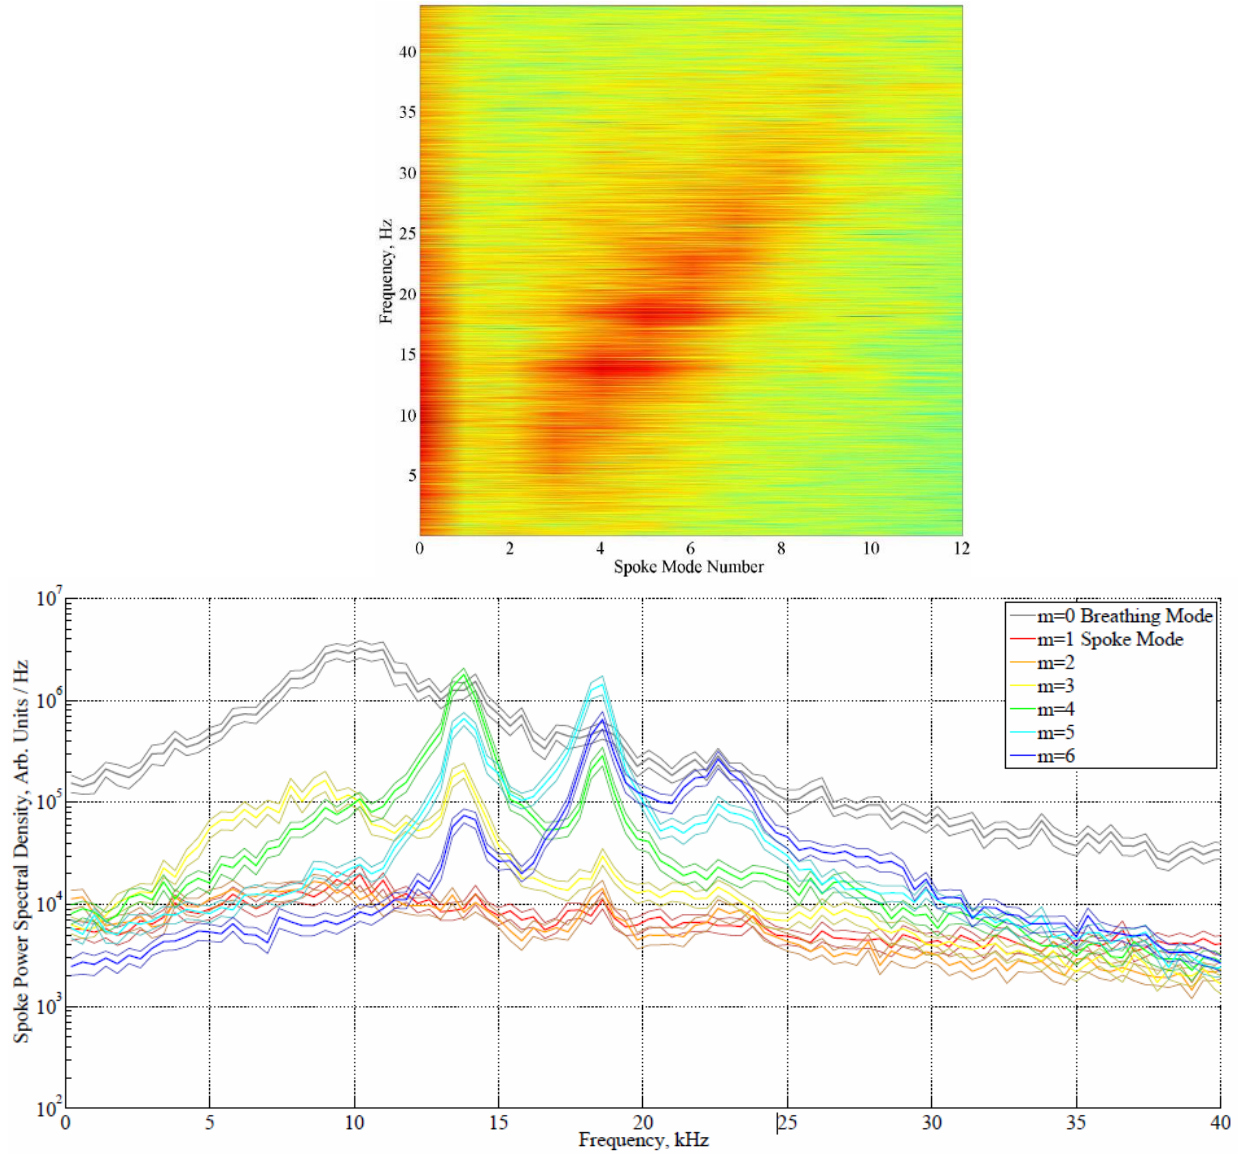 40
35
30
25
20
15
10
5
Frequency, Hz
0 2 4 6 8 10 12
Spoke Mode Number
10^7
10^6
10^5
10^4
10^3
10^2
Spoke Power Spectral Density, Arb. Units / Hz
m=0 Breathing Mode
m=1 Spoke Mode
m=2
m=3
m=4
m=5
m=6
0 5 10 15 20 25 30 35 40
Frequency, kHz